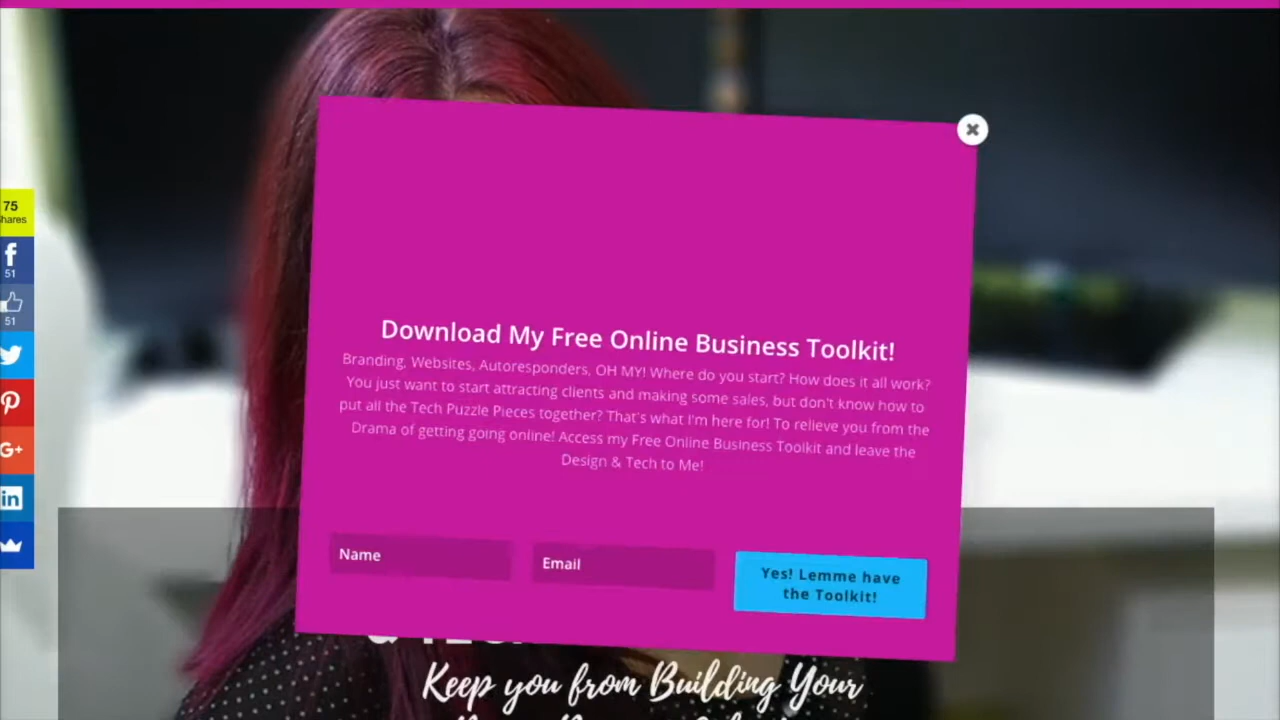 75
Shares
51
51
G+
in
Download My Free Online Business Toolkit!
Branding, Websites, Autoresponders, OH MY! Where do you start? How does it all work?
You just want to start attracting clients and making some sales, but don't know how to
put all the Tech Puzzle Pieces together? That's what I'm here for! To relieve you from the
Drama of getting going online! Access my Free Online Business Toolkit and leave the
Design & Tech to Me!
Name
Email
Yes! Lemme have
the Toolkit!
Keep you from Building Your